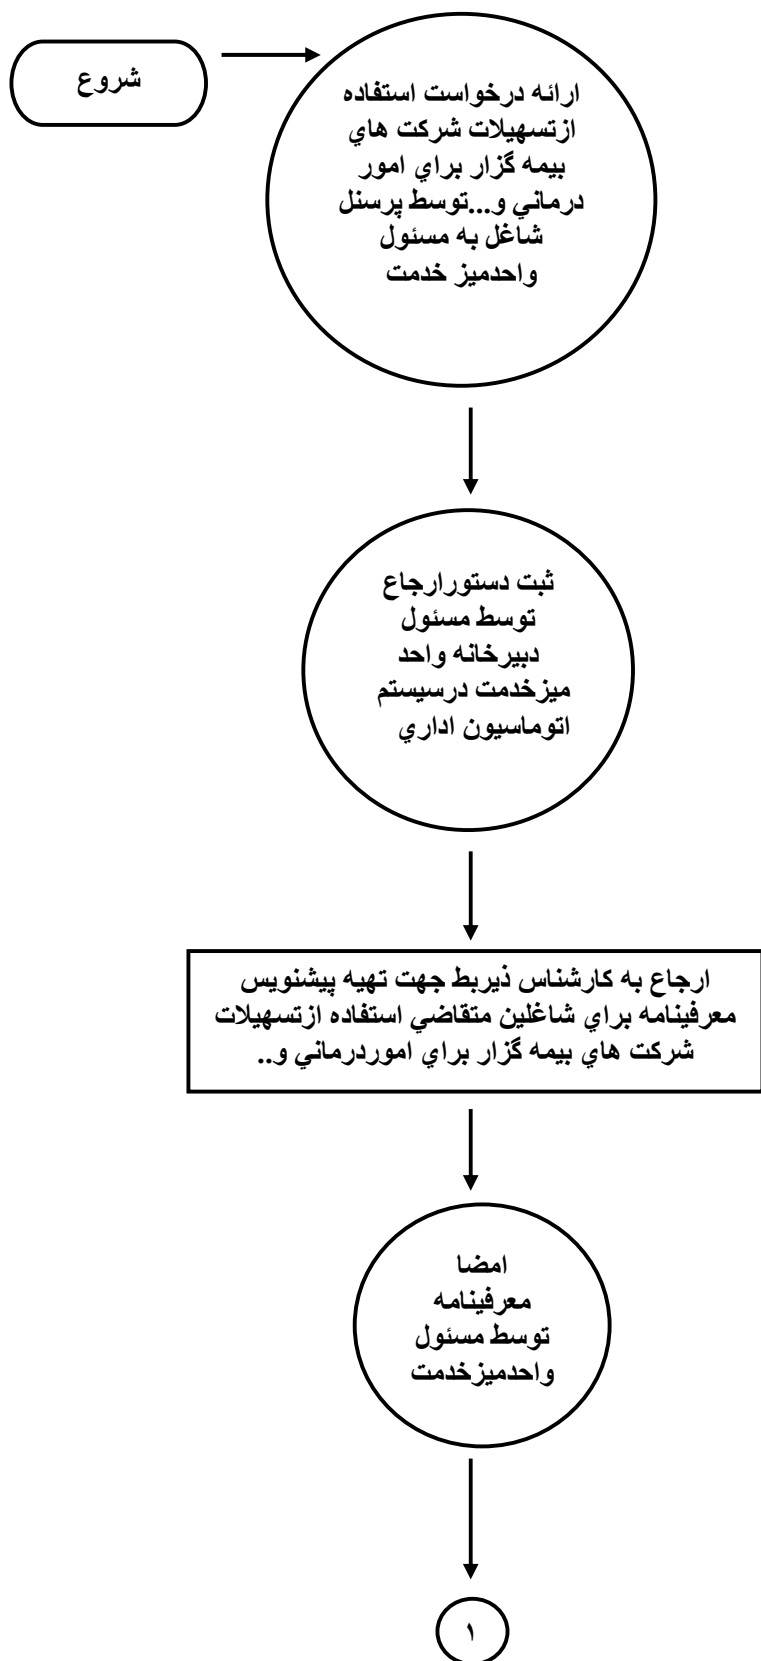 شروع
ارائه درخواست استفاده
ازتسهيلات شركت هاي
بيمه گزار براي امور
درماني و...توسط پرسنل
شاغل به مسئول
واحدميز خدمت
ثبت دستورارجاع
توسط مسئول
دبيرخانه واحد
ميزخدمت درسيستم
اتوماسيون اداري
ارجاع به كارشناس ذيربط جهت تهيه پيشنويس
معرفينامه براي شاغلين متقاضي استفاده ازتسهيلات
شركت هاي بيمه گزار براي اموردرماني و..
امضا
معرفينامه
توسط مسئول
واحدميزخدمت
۱